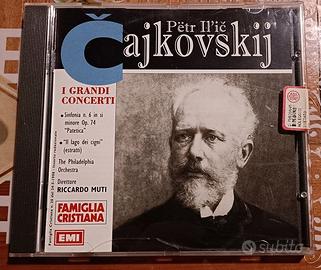 Pëtr Il'ič
Čajkovskij
I GRANDI
CONCERTI
• Sinfonia n. 6 in si
minore Op. 74
"Patetica"
• "Il lago dei cigni"
(estratti)
The Philadelphia
Orchestra
Direttore
RICCARDO MUTI
FAMIGLIA
CRISTIANA
EMI
Subito.it